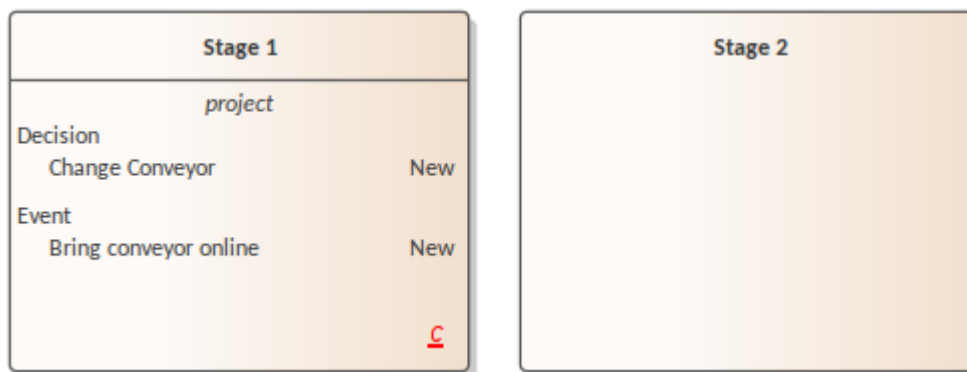 Stage 1
project
Decision
Change Conveyor New
Event
Bring conveyor online New
C
Stage 2